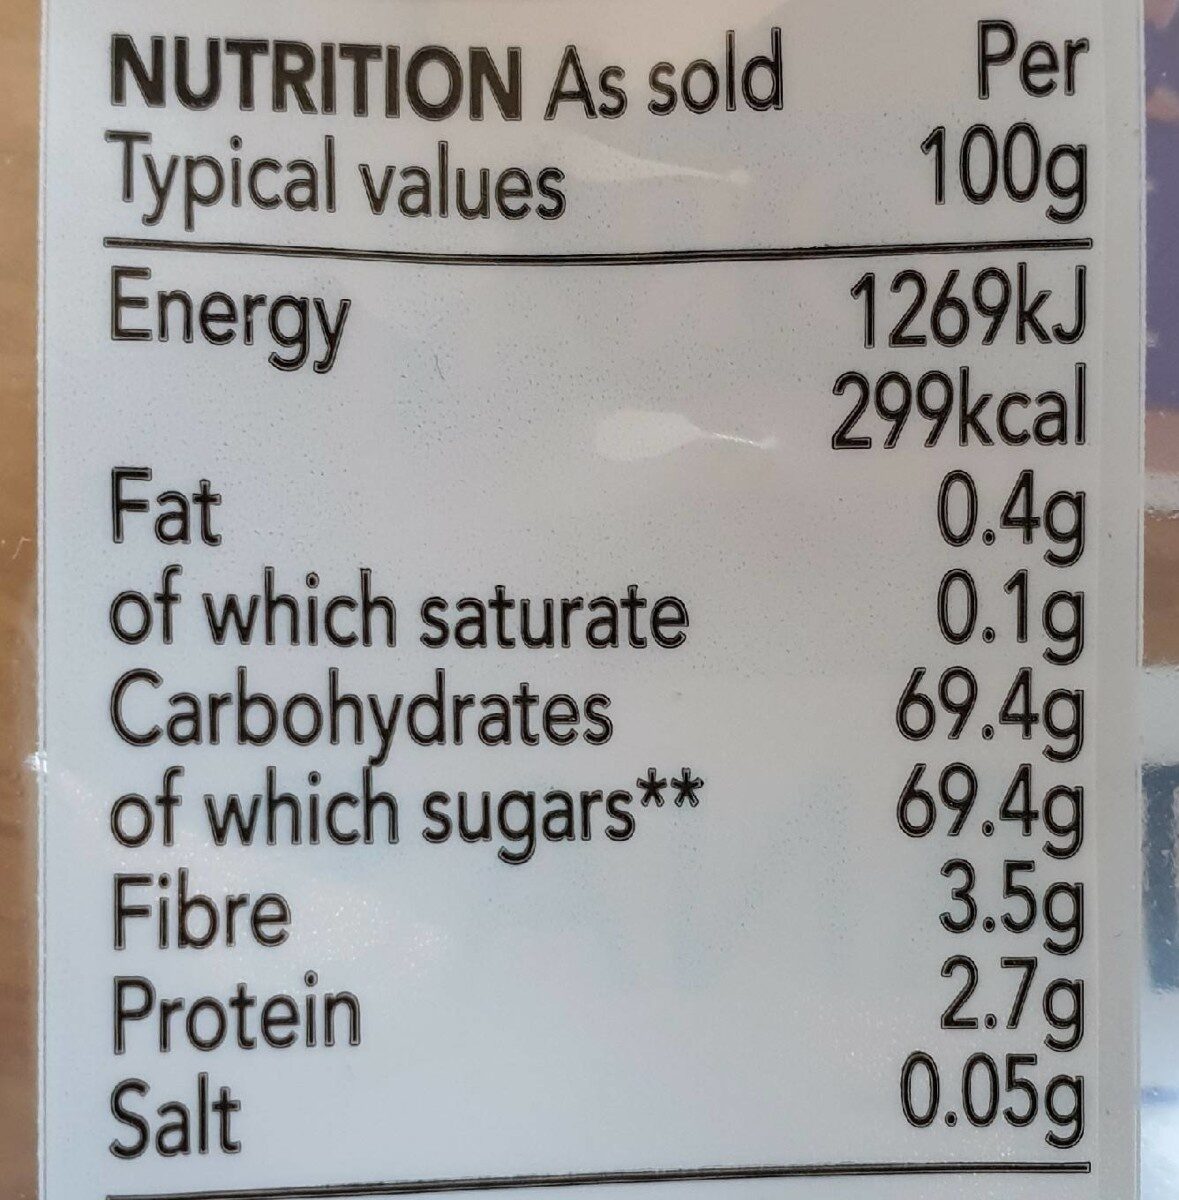 NUTRITION As sold Per
Typical values 100g
Energy 1269kJ
299kcal
Fat 0.4g
of which saturate 0.1g
Carbohydrates 69.4g
of which sugars** 69.4g
Fibre 3.5g
Protein 2.7g
Salt 0.05g